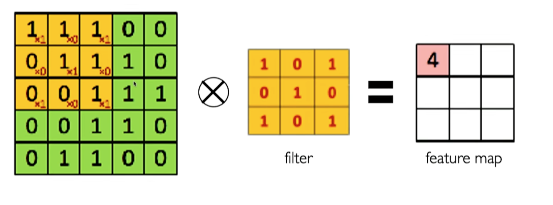 1×1 1×0 1×1 0 0
0×0 1×1 1×0 1 0
0×1 0×0 1×1 1 1
0 0 1 1 0
0 1 1 0 0
⊗
1 0 1
0 1 0
1 0 1
filter
=
4
feature map